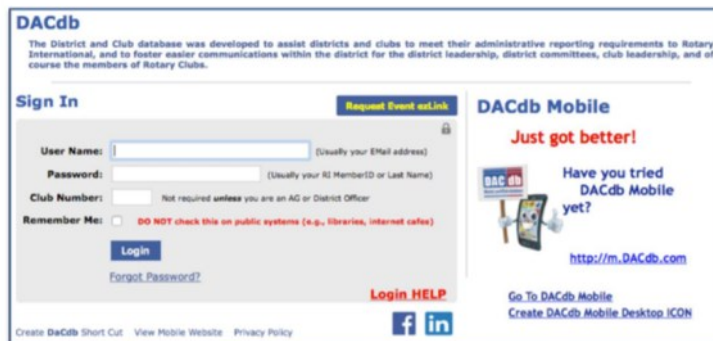 DACdb
The District and Club database was developed to assist districts and clubs to meet their administrative reporting requirements to Rotary
International, and to foster easier communications within the district for the district leadership, district committees, club leadership, and of
course the members of Rotary Clubs.
Sign In
Request Event ezLink
User Name:
(Usually your EMail address)
Password:
(Usually your RI MemberID or Last Name)
Club Number:
Not required unless you are an AG or District Officer
Remember Me:
DO NOT check this on public systems (e.g., libraries, internet cafes)
Login
Forgot Password?
Login HELP
Create DaCdb Short Cut View Mobile Website Privacy Policy
f in
DACdb Mobile
Just got better!
DAC db
Have you tried
DACdb Mobile
yet?
http://m.DACdb.com
Go To DACdb Mobile
Create DACdb Mobile Desktop ICON